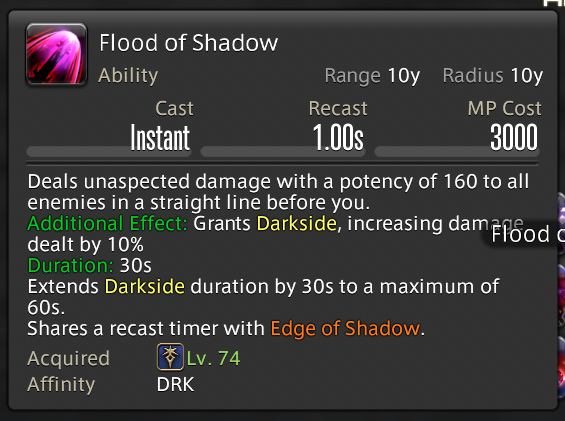 Flood of Shadow
Ability Range 10y Radius 10y
Cast Recast MP Cost
Instant 1.00s 3000
Deals unaspected damage with a potency of 160 to all
enemies in a straight line before you.
Additional Effect: Grants Darkside, increasing damage
dealt by 10%
Flood o
Duration: 30s
Extends Darkside duration by 30s to a maximum of
60s.
Shares a recast timer with Edge of Shadow.
Acquired Lv. 74
Affinity DRK